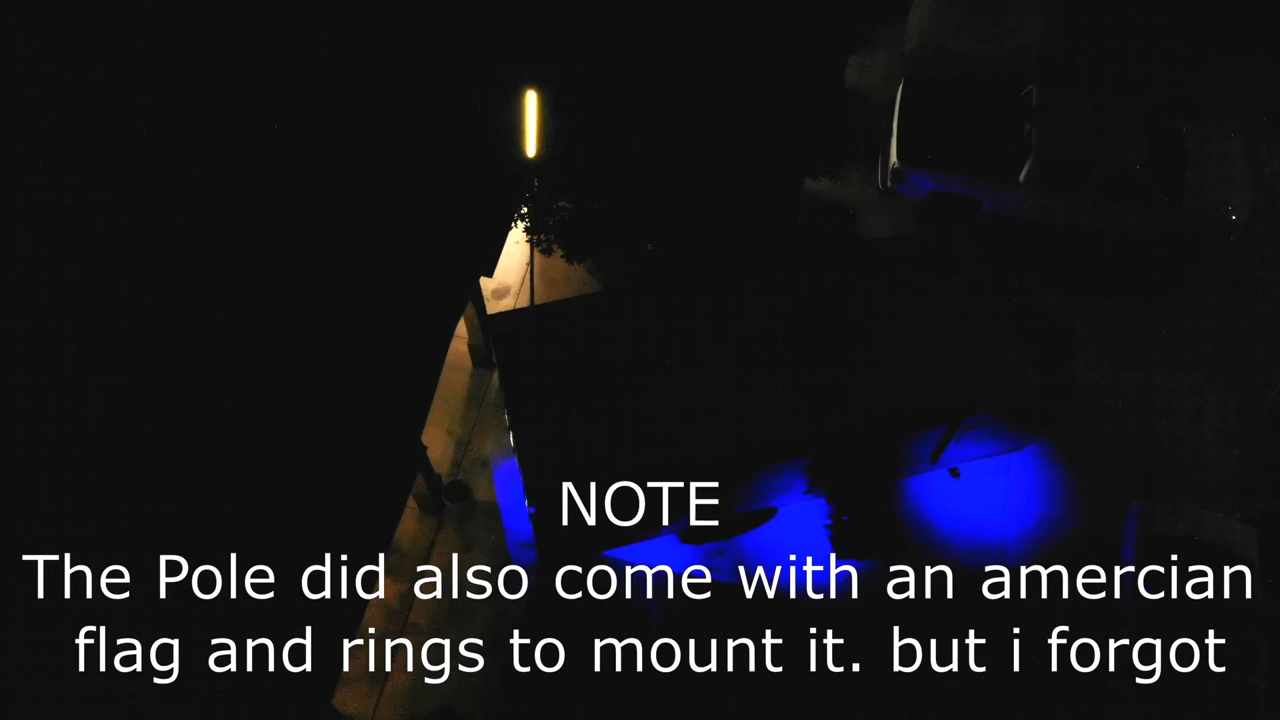 NOTE
The Pole did also come with an amercian
flag and rings to mount it. but i forgot